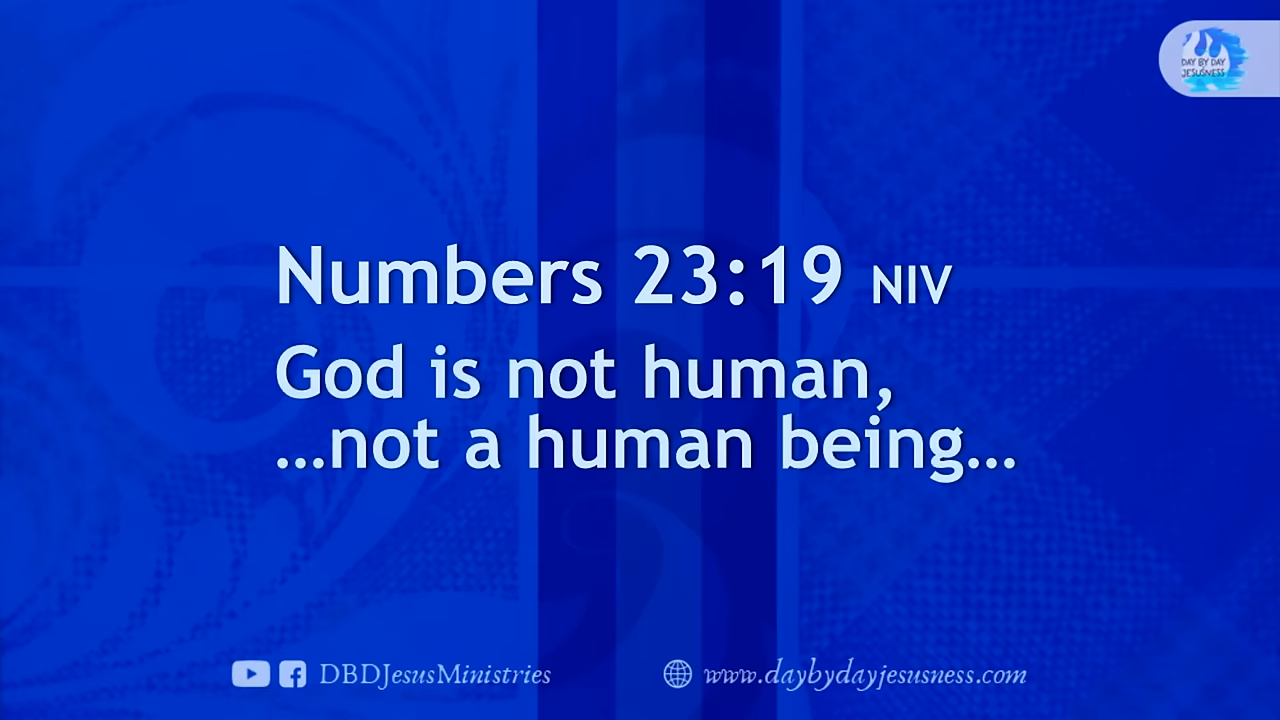 DAY BY DAY
JESUSNESS
Numbers 23:19 NIV
God is not human,
...not a human being...
DBDJesusMinistries
www.daybydayjesusness.com